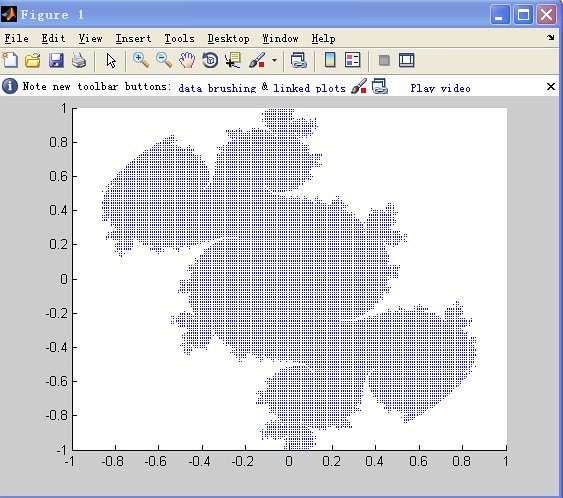 Figure 1
File Edit View Insert Tools Desktop Window Help
Note new toolbar buttons: data brushing & linked plots Play video
1
0.8
0.6
0.4
0.2
0
-0.2
-0.4
-0.6
-0.8
-1
-1 -0.8 -0.6 -0.4 -0.2 0 0.2 0.4 0.6 0.8 1